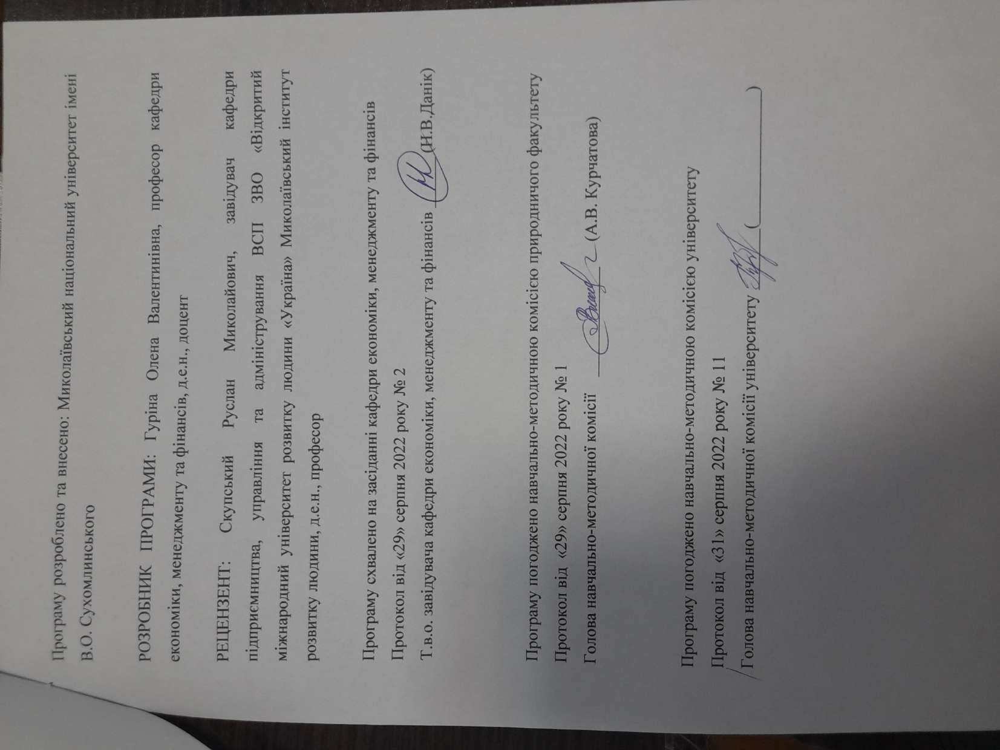 Програму розроблено та внесено: Миколаївський національний університет імені
В.О. Сухомлинського
РОЗРОБНИК ПРОГРАМИ: Гуріна Олена Валентинівна, професор кафедри
економіки, менеджменту та фінансів, д.е.н., доцент
РЕЦЕНЗЕНТ: Скупський Руслан Миколайович, завідувач кафедри
підприємництва, управління та адміністрування ВСП ЗВО «Відкритий
міжнародний університет розвитку людини «Україна» Миколаївський інститут
розвитку людини, д.е.н., професор
Програму схвалено на засіданні кафедри економіки, менеджменту та фінансів
Протокол від «29» серпня 2022 року № 2
Т.в.о. завідувача кафедри економіки, менеджменту та фінансів (Н.В.Данік)
Програму погоджено навчально-методичною комісією природничого факультету
Протокол від «29» серпня 2022 року № 1
Голова навчально-методичної комісії (А.В. Курчатова)
Програму погоджено навчально-методичною комісією університету
Протокол від «31» серпня 2022 року № 11
Голова навчально-методичної комісії університету ( )